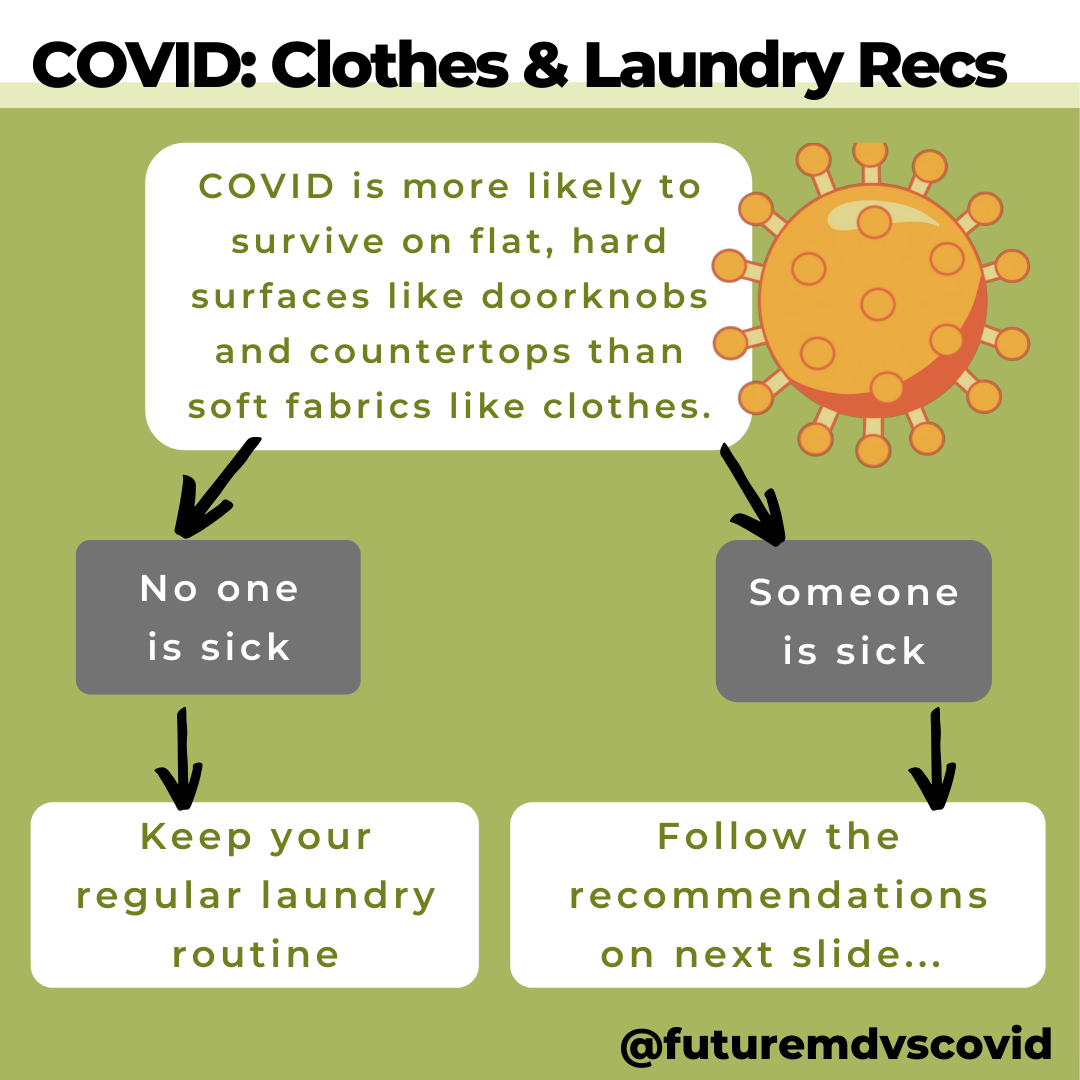 COVID: Clothes & Laundry Recs
COVID is more likely to
survive on flat, hard
surfaces like doorknobs
and countertops than
soft fabrics like clothes.
No one
is sick
Someone
is sick
Keep your
regular laundry
routine
Follow the
recommendations
on next slide...
@futuremdvscovid